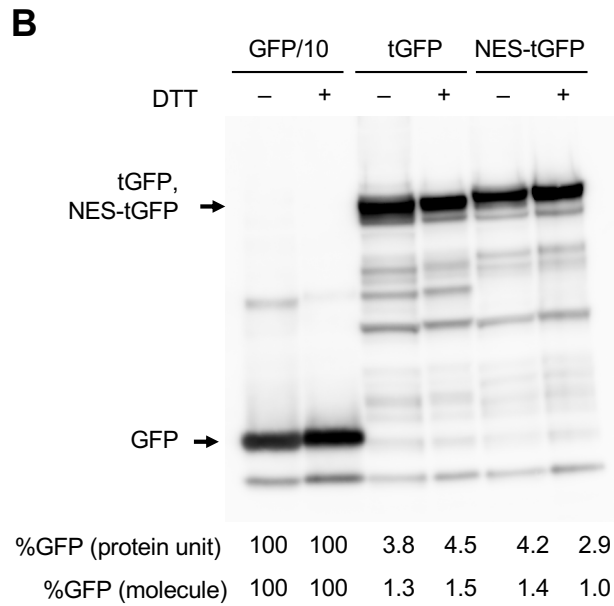 B
GFP/10 tGFP NES-tGFP
DTT – + – + – +
tGFP,
NES-tGFP
GFP
%GFP (protein unit) 100 100 3.8 4.5 4.2 2.9
%GFP (molecule) 100 100 1.3 1.5 1.4 1.0